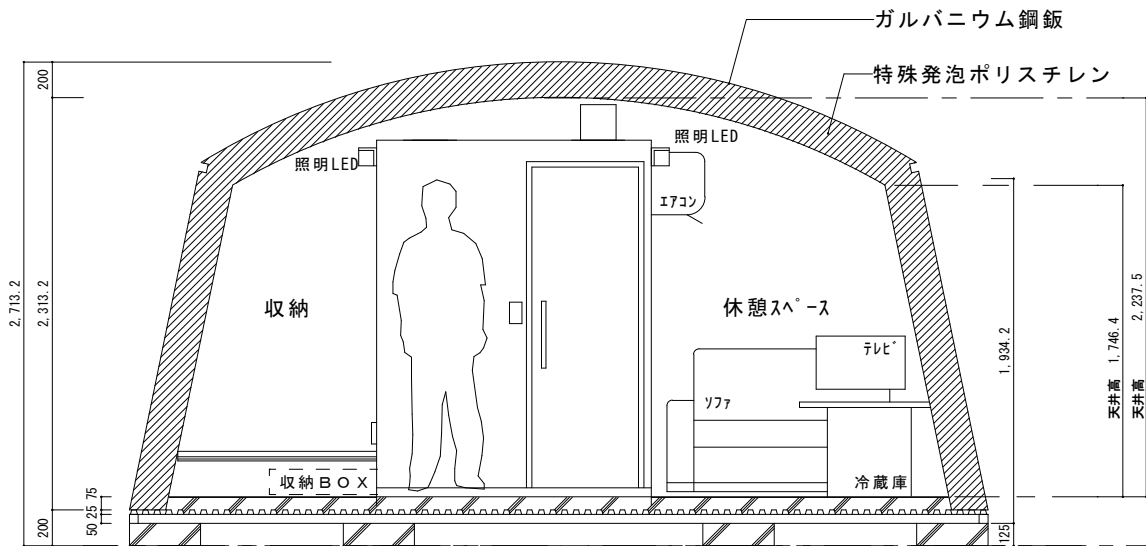 ガルバニウム鋼鈑
特殊発泡ポリスチレン
照明LED
照明LED
エアコン
収納
休憩スペース
テレビ
ソファ
収納BOX
冷蔵庫
200
2,713.2
2,313.2
75
25
50
200
1,934.2
125
天井高 1,746.4
天井高 2,237.5